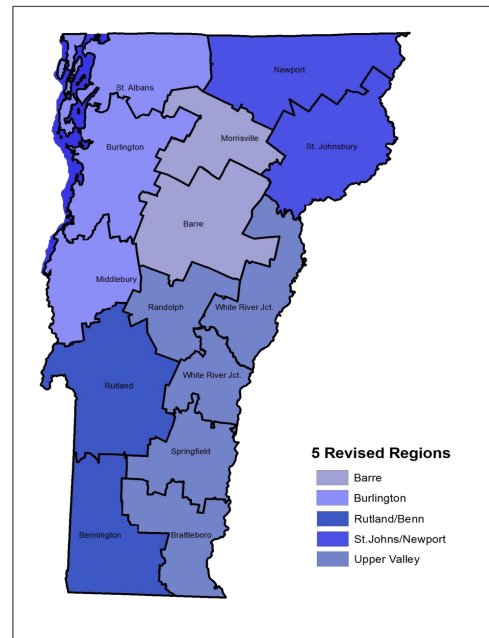 Newport
St. Albans
Morrisville
Burlington
St. Johnsbury
Barre
Middlebury
Randolph
White River Jct.
White River Jct.
Rutland
Springfield
Bennington
Brattleboro
5 Revised Regions
Barre
Burlington
Rutland/Benn
St.Johns/Newport
Upper Valley